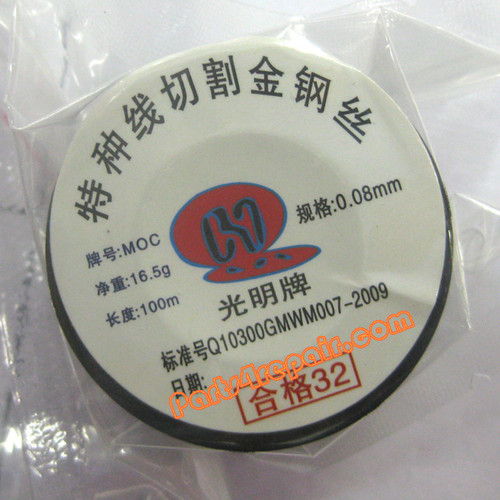 特种线切割金钢丝
牌号:MOC
净重:16.5g
长度:100m
规格:0.08mm
光明牌
标准号Q10300GMWM007-2009
日期:
合格32
Parts4repair.com